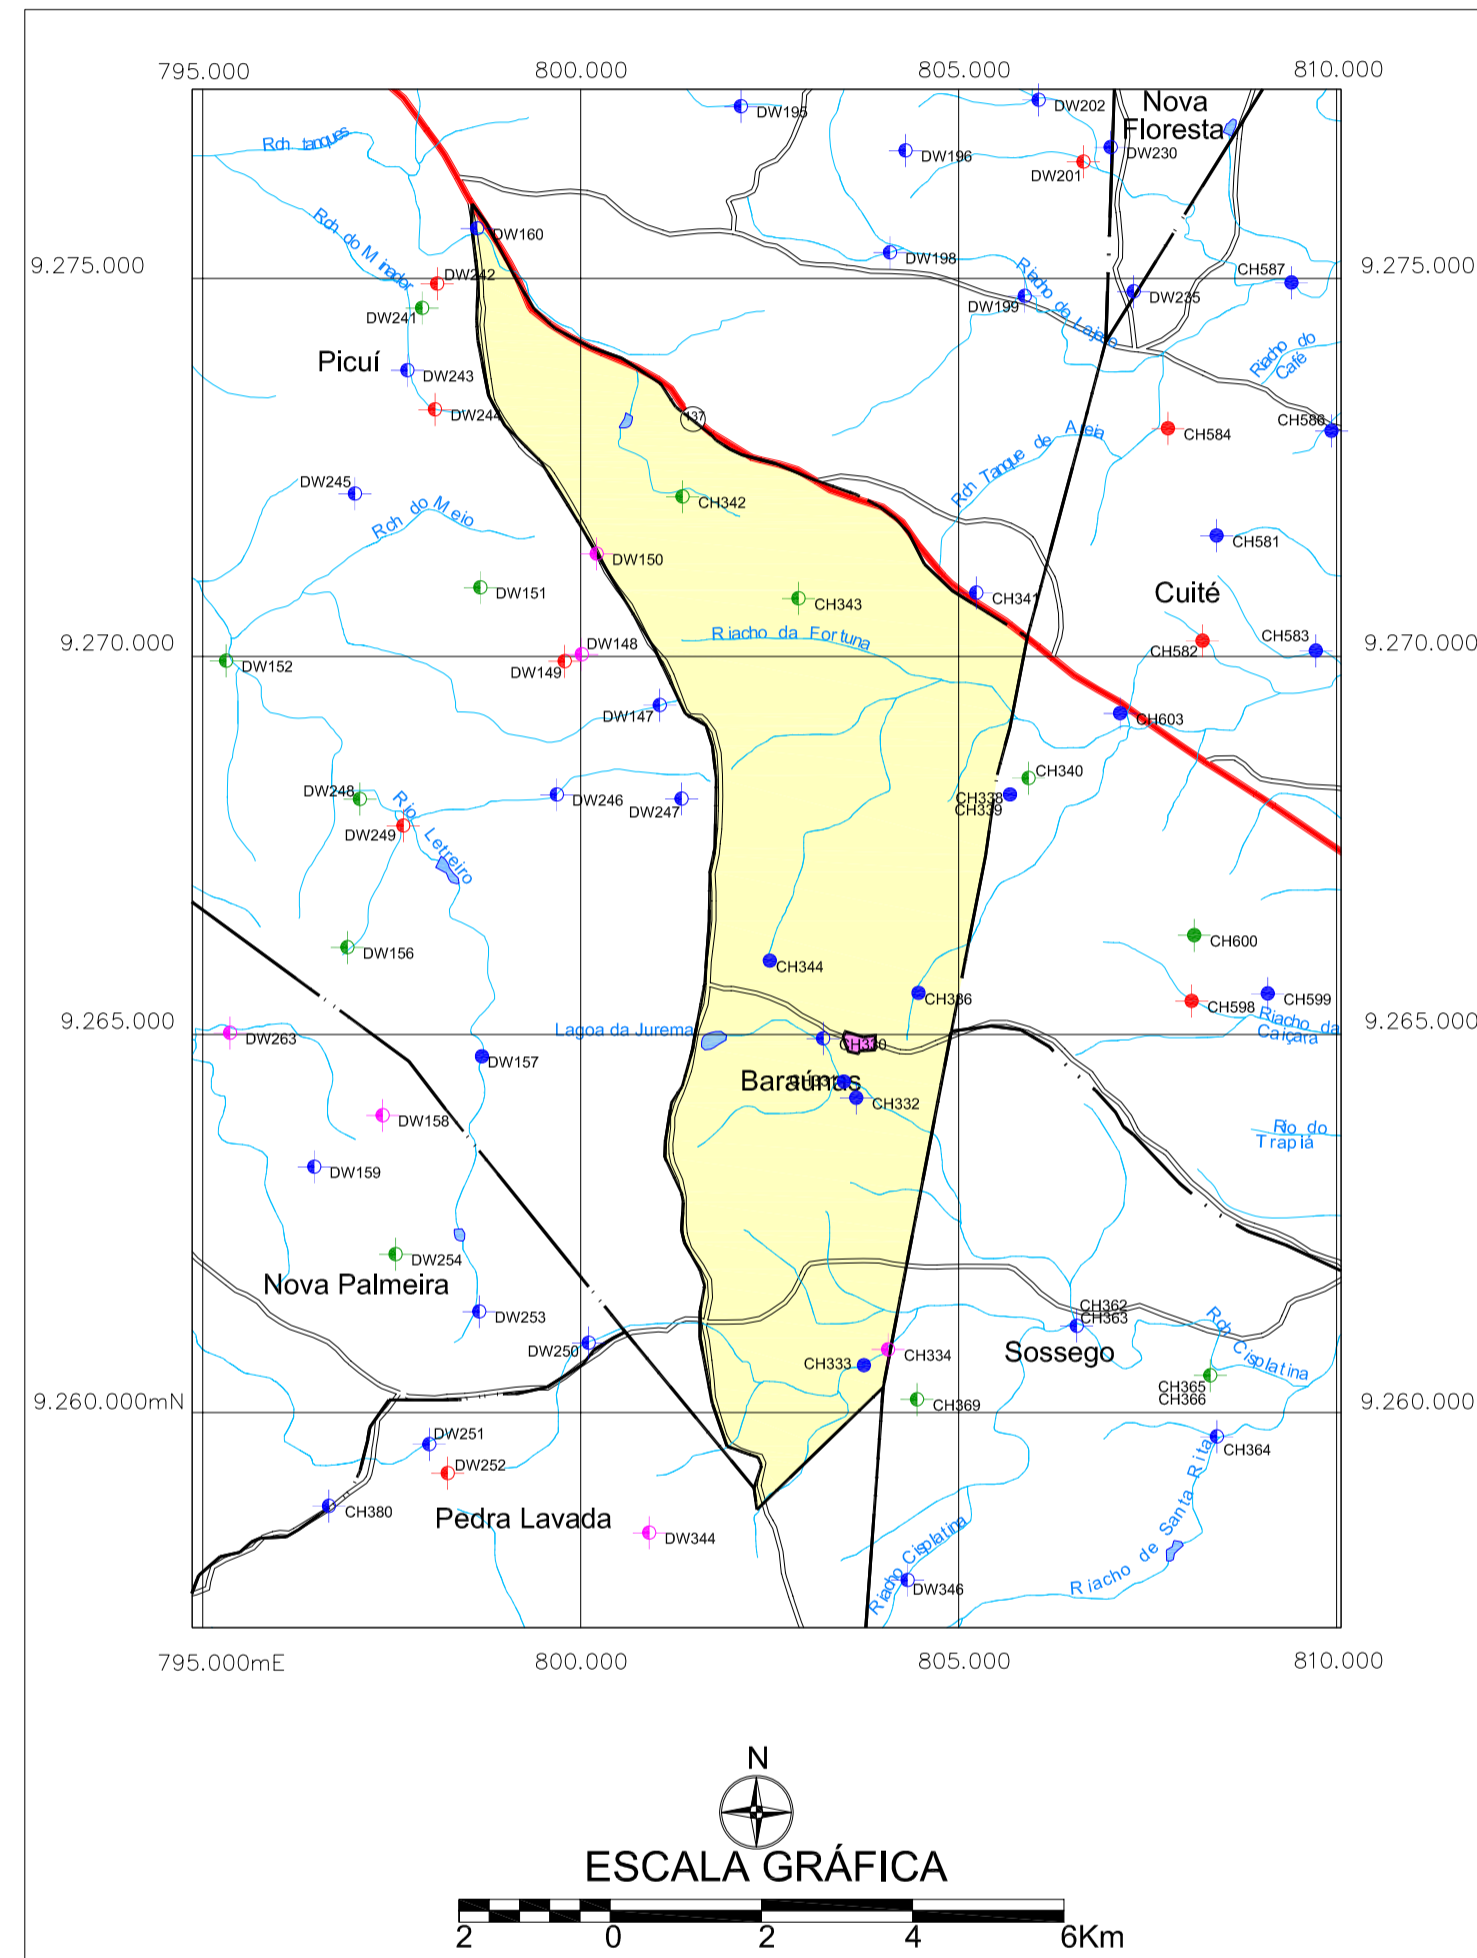 795.000
800.000
805.000
810.000
DW195
DW202
Nova
Floresta
Rch tanques
DW196
DW230
DW201
Rch do Minador
DW160
DW198
Riacho do Lajedo
9.275.000
9.275.000
DW242
CH587
DW199
DW235
DW241
Riacho do
Café
Picuí
DW243
DW244
137
CH586
CH584
Rch Tanque de Areia
DW245
CH342
Rch do Meio
CH581
DW150
DW151
CH343
CH341
Cuité
Riacho da Fortuna
9.270.000
9.270.000
DW148
CH583
CH582
DW152
DW149
DW147
CH603
CH340
DW248
DW246
DW247
CH338
CH339
Rio Letreiro
DW249
DW156
CH344
CH600
CH336
CH598
CH599
Riacho da
Caiçara
9.265.000
9.265.000
Lagoa da Jurema
DW263
CH330
DW157
Baraúnas
CH332
DW158
Rio do
Trapiá
DW159
DW254
Nova Palmeira
DW253
CH362
CH363
DW250
CH334
Sossego
CH333
Rch Cisplatina
CH365
CH366
9.260.000mN
CH369
9.260.000
DW251
CH364
DW252
CH380
Pedra Lavada
DW344
Riacho Cisplatina
Riacho de Santa Rita
DW346
795.000mE
800.000
805.000
810.000
N
ESCALA GRÁFICA
2
0
2
4
6Km